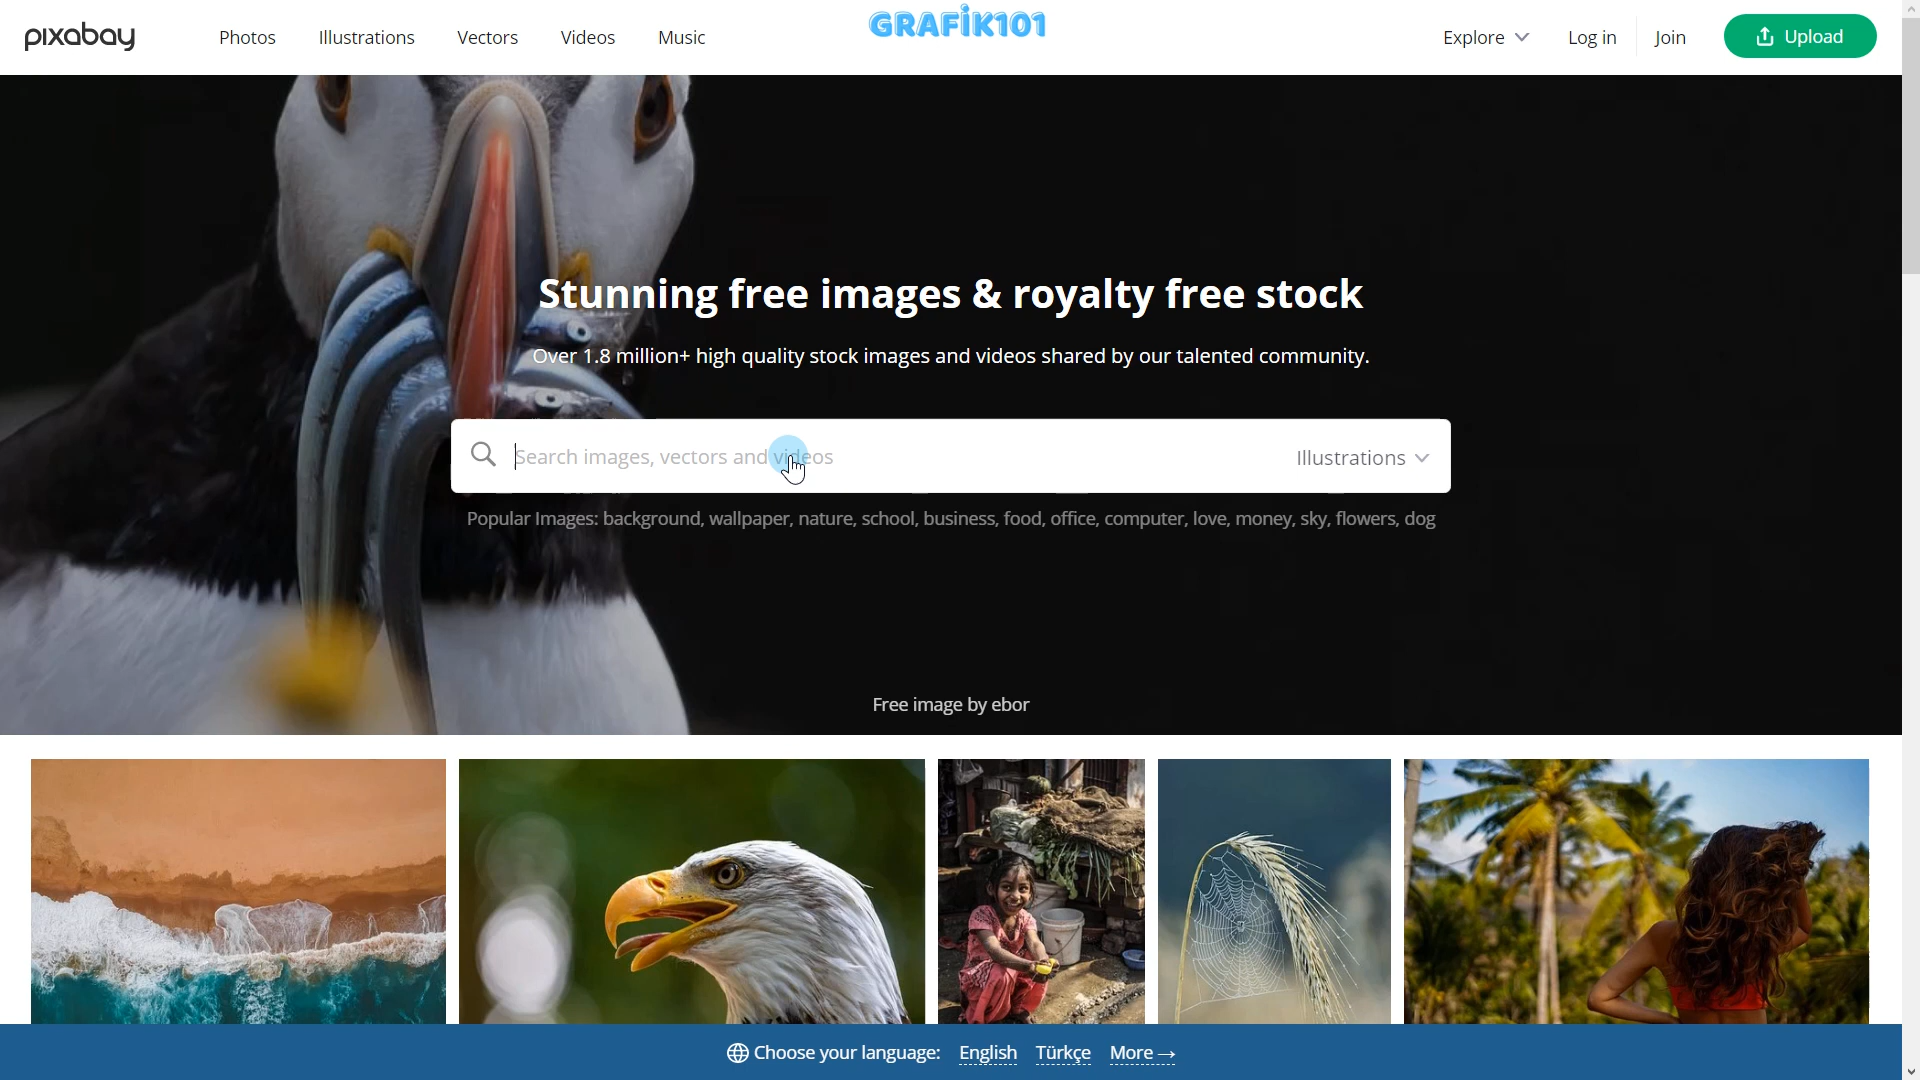 pixabay
Photos
Illustrations
Vectors
Videos
Music
GRAFİK101
Explore
Log in
Join
Upload
Stunning free images & royalty free stock
Over 1.8 million+ high quality stock images and videos shared by our talented community.
Search images, vectors and videos
Illustrations
Popular Images: background, wallpaper, nature, school, business, food, office, computer, love, money, sky, flowers, dog
Free image by ebor
Choose your language: English Türkçe More →